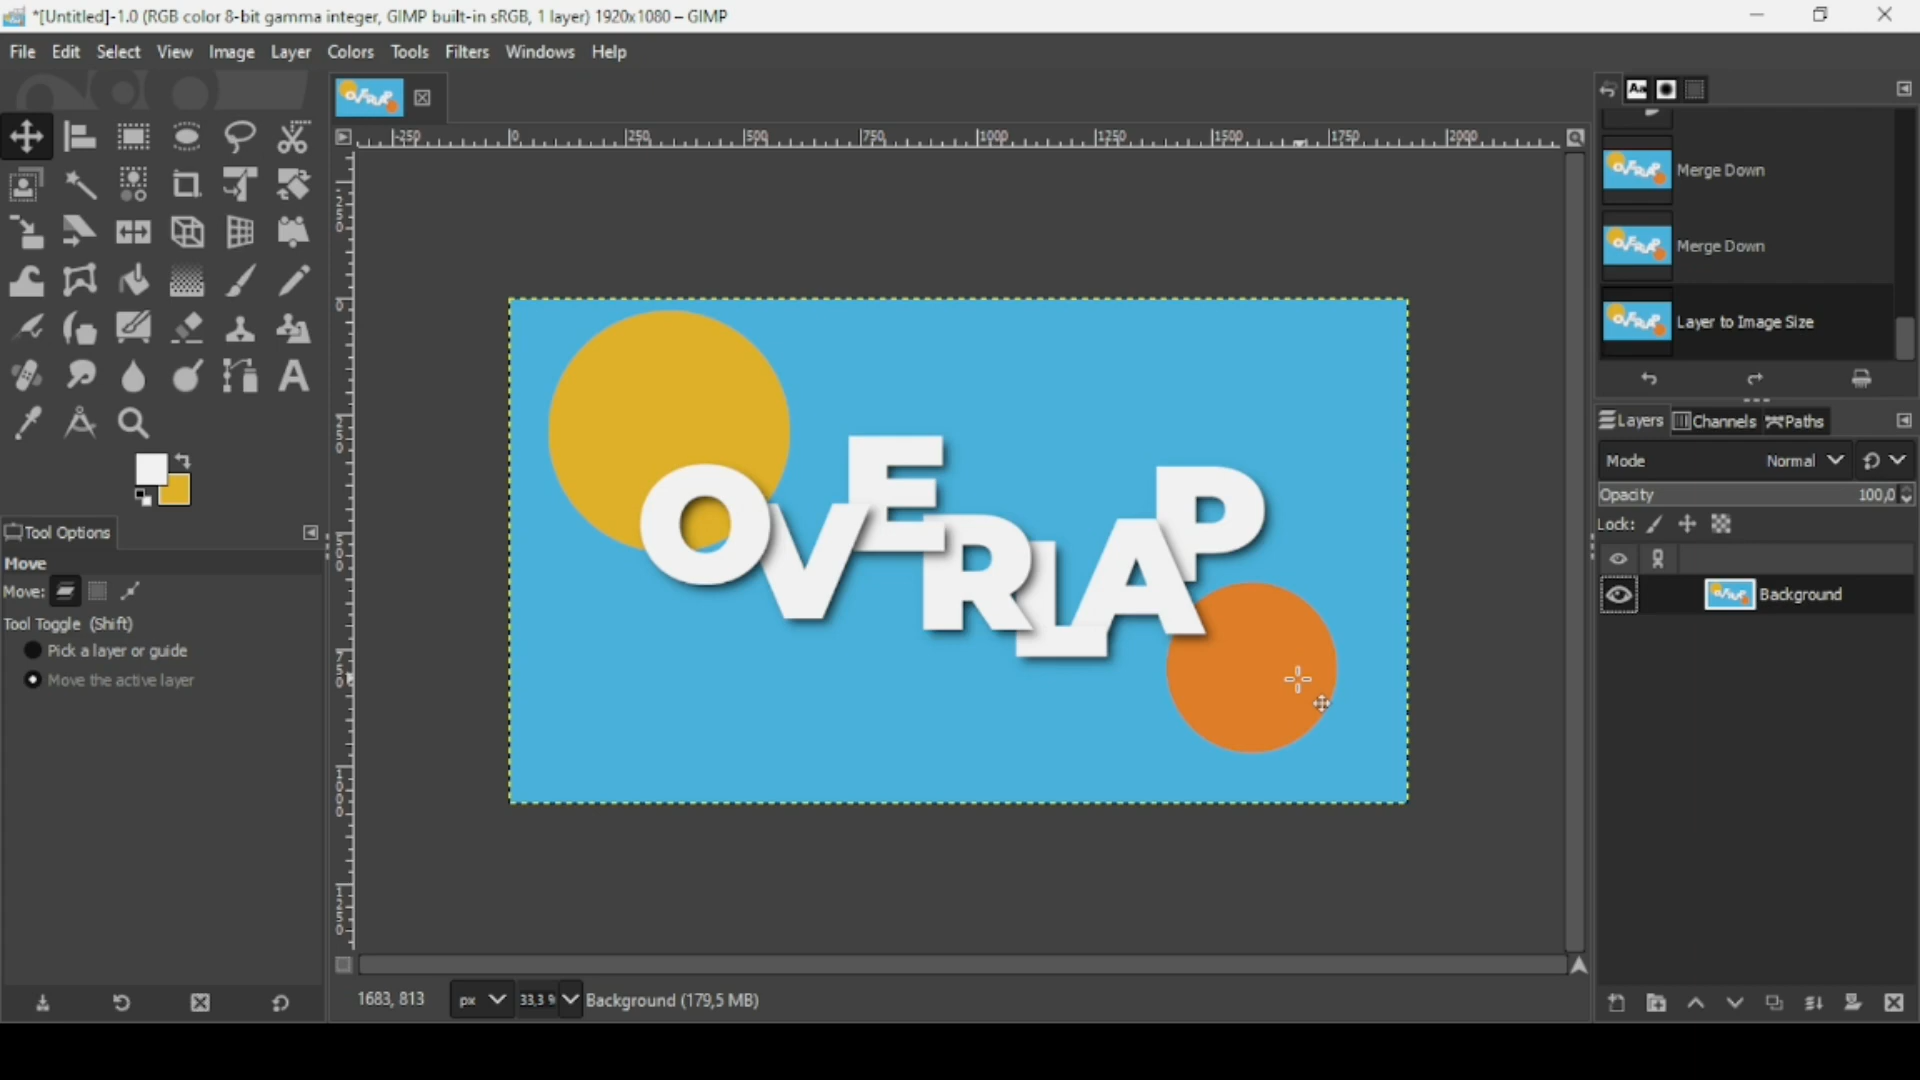 *[Untitled]-1.0 (RGB color 8-bit gamma integer, GIMP built-in sRGB, 1 layer) 1920x1080 – GIMP
File Edit Select View Image Layer Colors Tools Filters Windows Help
-250 0 250 500 750 1000 1250 1500 1750 2000
Merge Down
Merge Down
Layer to Image Size
Layers Channels Paths
Mode Normal
Opacity 100,0
Lock:
Background
OVERLAP
Tool Options
Move
Move:
Tool Toggle (Shift)
Pick a layer or guide
Move the active layer
1683, 813 px 33,3 % Background (179,5 MB)